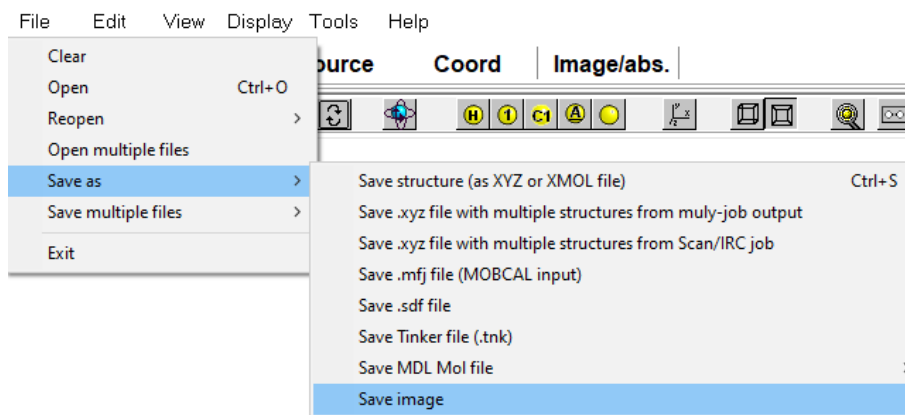 File Edit View Display Tools Help
Clear
ource Coord Image/abs.
Open Ctrl+O
H 1 C1 A
Reopen >
Open multiple files
Save as >
Save structure (as XYZ or XMOL file) Ctrl+S
Save multiple files >
Save .xyz file with multiple structures from muly-job output
Save .xyz file with multiple structures from Scan/IRC job
Exit
Save .mfj file (MOBCAL input)
Save .sdf file
Save Tinker file (.tnk)
Save MDL Mol file
Save image